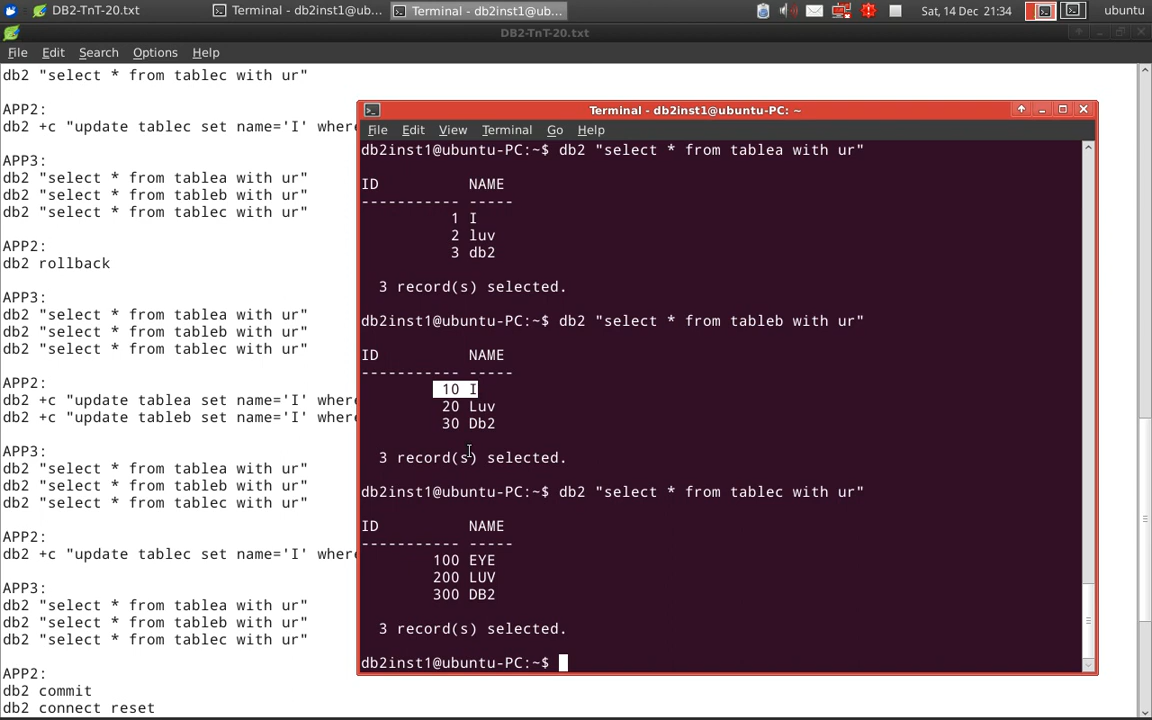 DB2-TnT-20.txt
Terminal - db2inst1@ub...
Terminal - db2inst1@ub...
Sat, 14 Dec 21:34
ubuntu
DB2-TnT-20.txt
File Edit Search Options Help
db2 "select * from tablec with ur"
APP2:
db2 +c "update tablec set name='I' where
APP3:
db2 "select * from tablea with ur"
db2 "select * from tableb with ur"
db2 "select * from tablec with ur"
APP2:
db2 rollback
APP3:
db2 "select * from tablea with ur"
db2 "select * from tableb with ur"
db2 "select * from tablec with ur"
APP2:
db2 +c "update tablea set name='I' where
db2 +c "update tableb set name='I' where
APP3:
db2 "select * from tablea with ur"
db2 "select * from tableb with ur"
db2 "select * from tablec with ur"
APP2:
db2 +c "update tablec set name='I' where
APP3:
db2 "select * from tablea with ur"
db2 "select * from tableb with ur"
db2 "select * from tablec with ur"
APP2:
db2 commit
db2 connect reset
Terminal - db2inst1@ubuntu-PC: ~
File Edit View Terminal Go Help
db2inst1@ubuntu-PC:~$ db2 "select * from tablea with ur"
ID          NAME
----------- -----
          1 I
          2 luv
          3 db2
  3 record(s) selected.
db2inst1@ubuntu-PC:~$ db2 "select * from tableb with ur"
ID          NAME
----------- -----
         10 I
         20 Luv
         30 Db2
  3 record(s) selected.
db2inst1@ubuntu-PC:~$ db2 "select * from tablec with ur"
ID          NAME
----------- -----
        100 EYE
        200 LUV
        300 DB2
  3 record(s) selected.
db2inst1@ubuntu-PC:~$